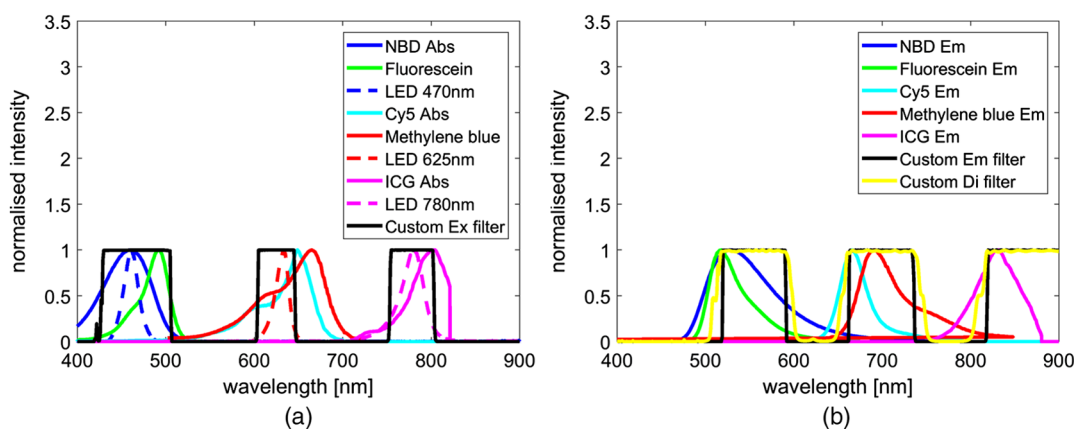 3.5
3
2.5
2
1.5
1
0.5
0
400
500
600
700
800
900
normalised intensity
wavelength [nm]
NBD Abs
Fluorescein
LED 470nm
Cy5 Abs
Methylene blue
LED 625nm
ICG Abs
LED 780nm
Custom Ex filter
(a)
3.5
3
2.5
2
1.5
1
0.5
0
400
500
600
700
800
900
normalised intensity
wavelength [nm]
NBD Em
Fluorescein Em
Cy5 Em
Methylene blue Em
ICG Em
Custom Em filter
Custom Di filter
(b)